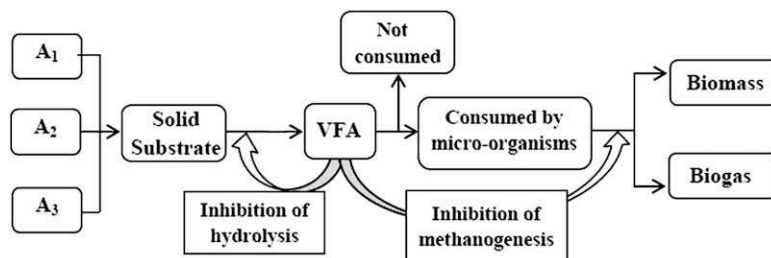 A₁
A₂
A₃
Solid
Substrate
VFA
Not
consumed
Consumed by
micro-organisms
Biomass
Biogas
Inhibition of
hydrolysis
Inhibition of
methanogenesis